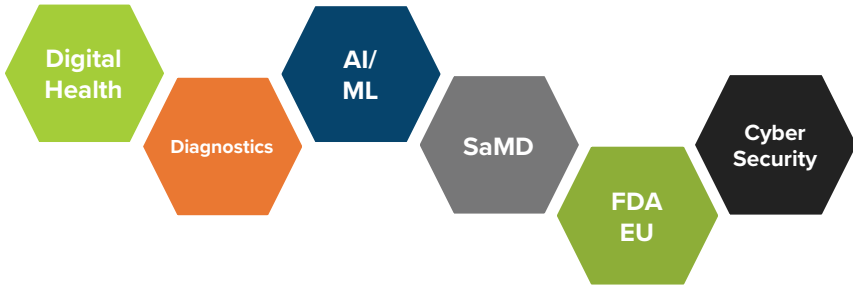 Digital
Health
Diagnostics
AI/
ML
SaMD
FDA
EU
Cyber
Security